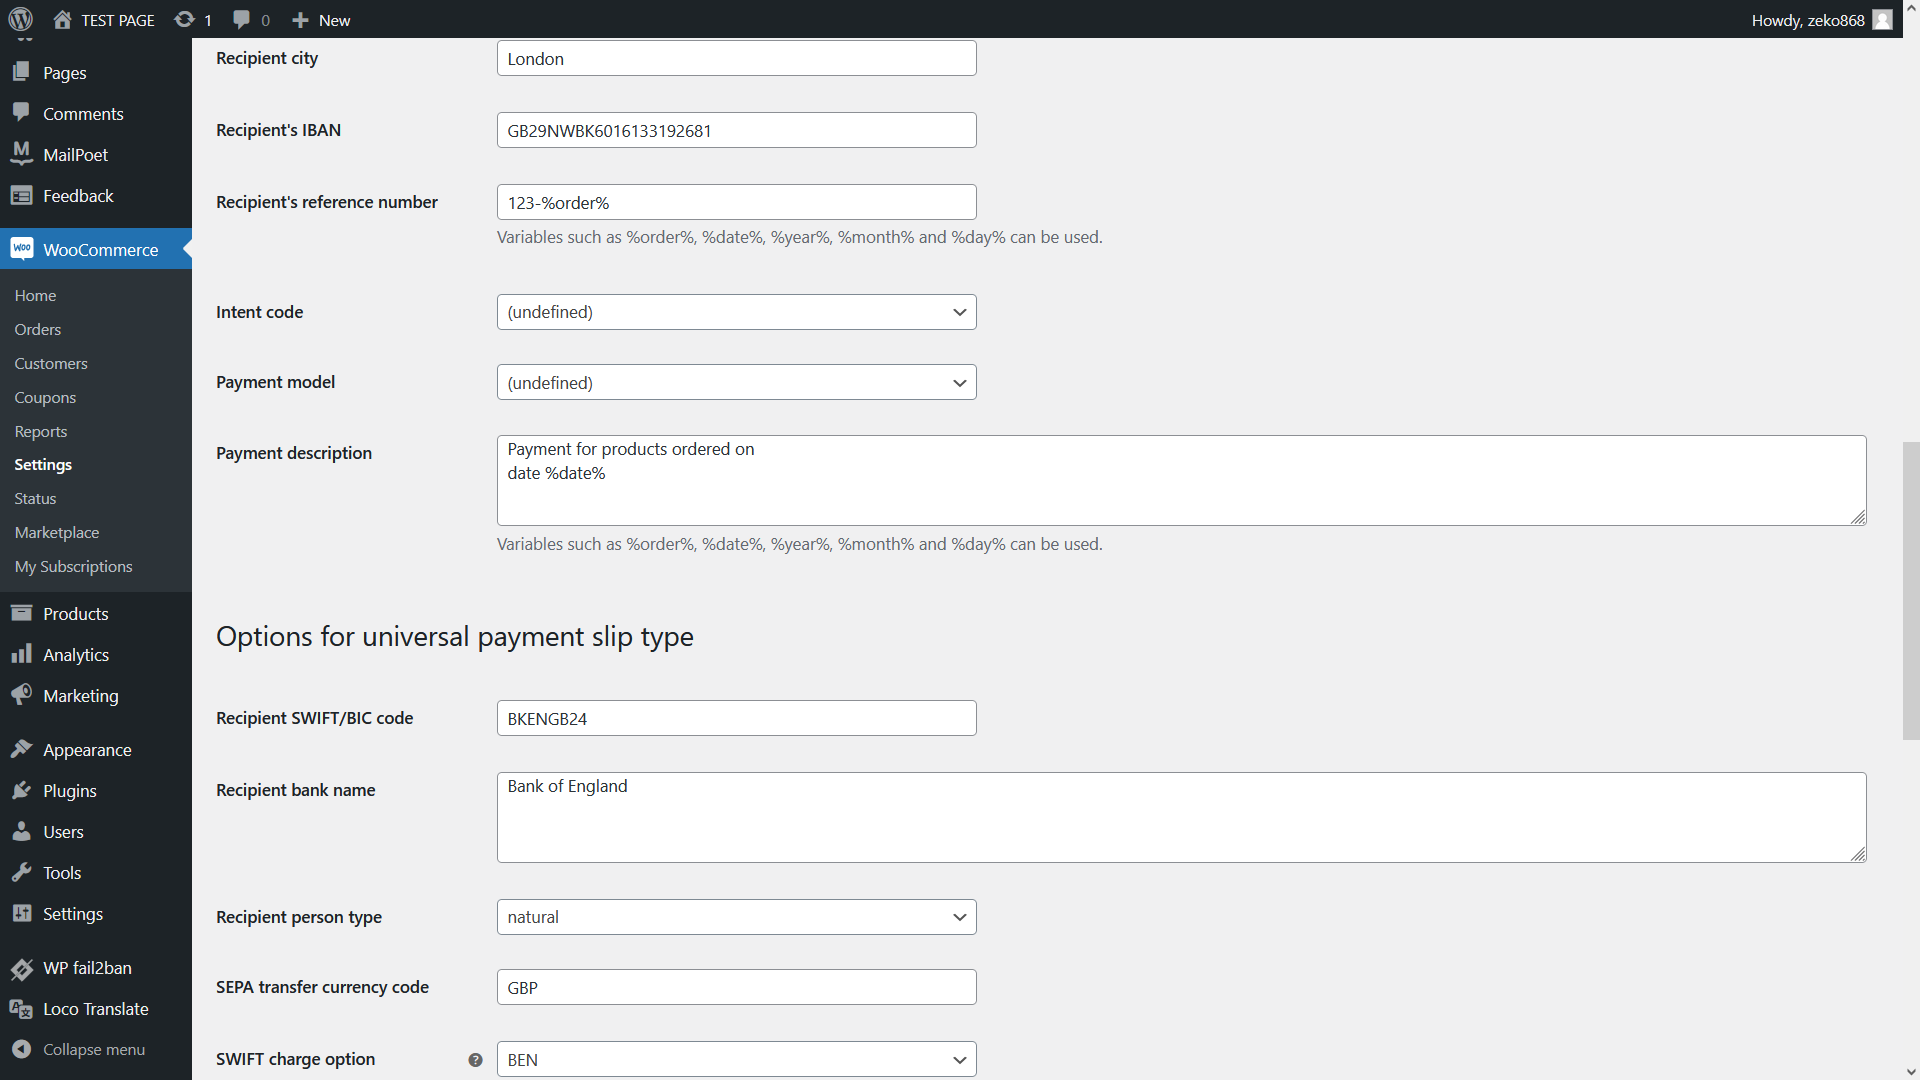 TEST PAGE
1
0
New
Howdy, zeko868
Pages
Comments
MailPoet
Feedback
WooCommerce
Home
Orders
Customers
Coupons
Reports
Settings
Status
Marketplace
My Subscriptions
Products
Analytics
Marketing
Appearance
Plugins
Users
Tools
Settings
WP fail2ban
Loco Translate
Collapse menu
Recipient city
London
Recipient's IBAN
GB29NWBK6016133192681
Recipient's reference number
123-%order%
Variables such as %order%, %date%, %year%, %month% and %day% can be used.
Intent code
(undefined)
Payment model
(undefined)
Payment description
Payment for products ordered on
date %date%
Variables such as %order%, %date%, %year%, %month% and %day% can be used.
Options for universal payment slip type
Recipient SWIFT/BIC code
BKENGB24
Recipient bank name
Bank of England
Recipient person type
natural
SEPA transfer currency code
GBP
SWIFT charge option
BEN